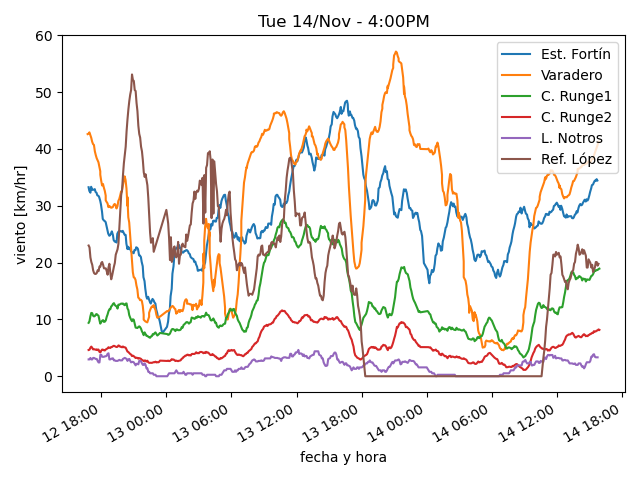 Tue 14/Nov - 4:00PM
60
50
40
30
20
10
0
viento [km/hr]
Est. Fortín
Varadero
C. Runge1
C. Runge2
L. Notros
Ref. López
12 18:00
13 00:00
13 06:00
13 12:00
13 18:00
14 00:00
14 06:00
14 12:00
14 18:00
fecha y hora